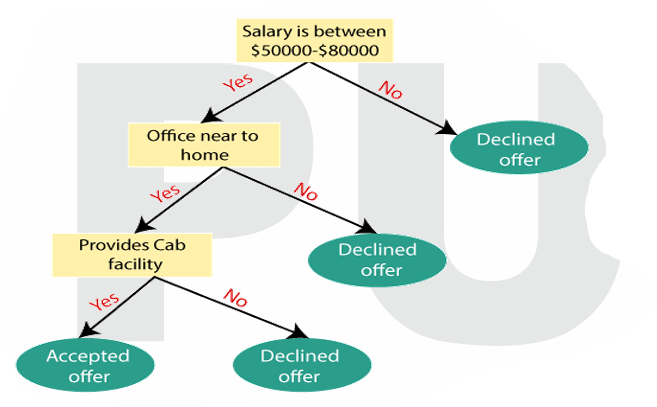 Salary is between
$50000-$80000
Yes
No
Office near to
home
Declined
offer
Yes
No
Provides Cab
facility
Declined
offer
Yes
No
Accepted
offer
Declined
offer